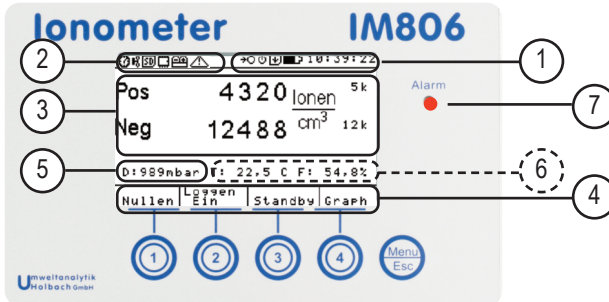 Ionometer IM806
SD 10:39:22
Pos 4320 Ionen 5k
Neg 12488 cm3 12k
Alarm
D:989mbar T: 22,5 C F: 54,8%
Nullen Loggen Ein Standby Graph
1 2 3 4 Menu Esc
Umweltanalytik
Holbach GmbH
2 1
3 7
5 6
4